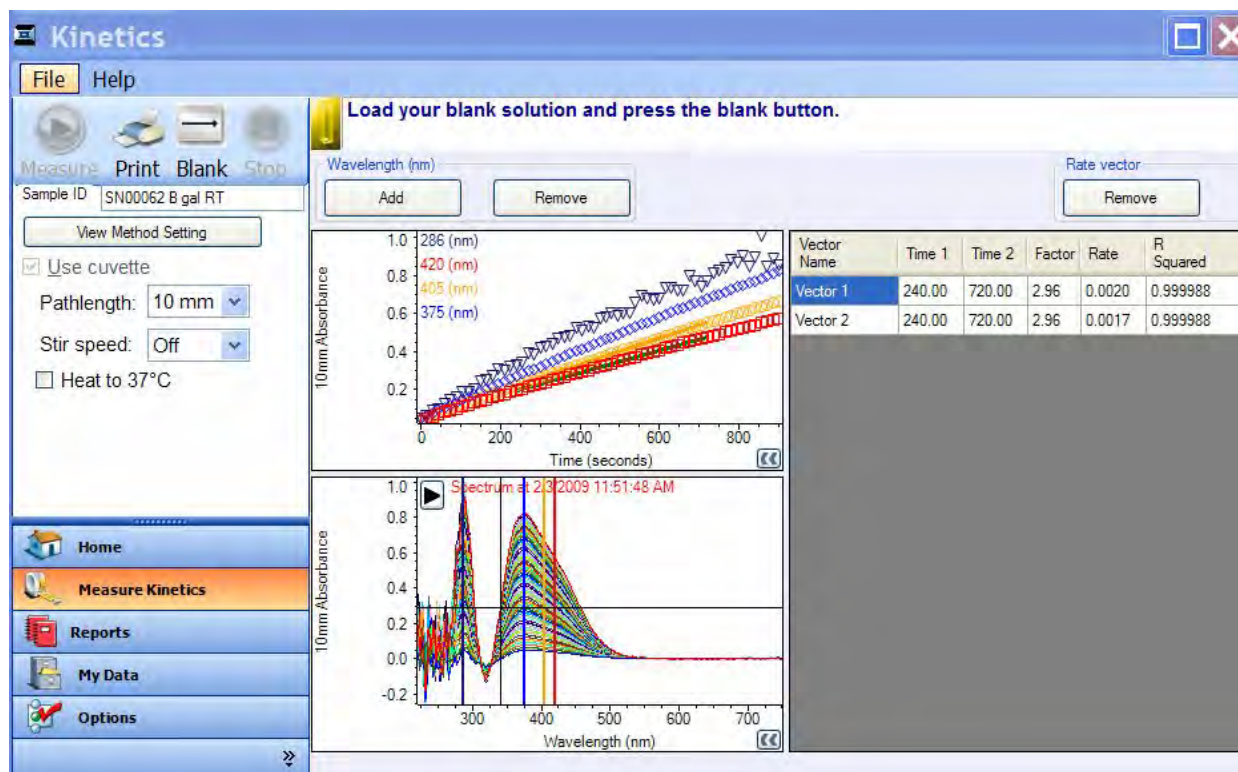 Kinetics
File Help
Measure Print Blank Stop
Sample ID SN00062 B gal RT
View Method Setting
Use cuvette
Pathlength: 10 mm
Stir speed: Off
Heat to 37°C
Home
Measure Kinetics
Reports
My Data
Options
Load your blank solution and press the blank button.
Wavelength (nm)
Add Remove
Rate vector
Remove
10mm Absorbance
1.0
0.8
0.6
0.4
0.2
286 (nm)
420 (nm)
405 (nm)
375 (nm)
0 200 400 600 800
Time (seconds)
Spectrum at 2/3/2009 11:51:48 AM
10mm Absorbance
1.0
0.8
0.6
0.4
0.2
0.0
-0.2
300 400 500 600 700
Wavelength (nm)
Vector Name Time 1 Time 2 Factor Rate R Squared
Vector 1 240.00 720.00 2.96 0.0020 0.999988
Vector 2 240.00 720.00 2.96 0.0017 0.999988